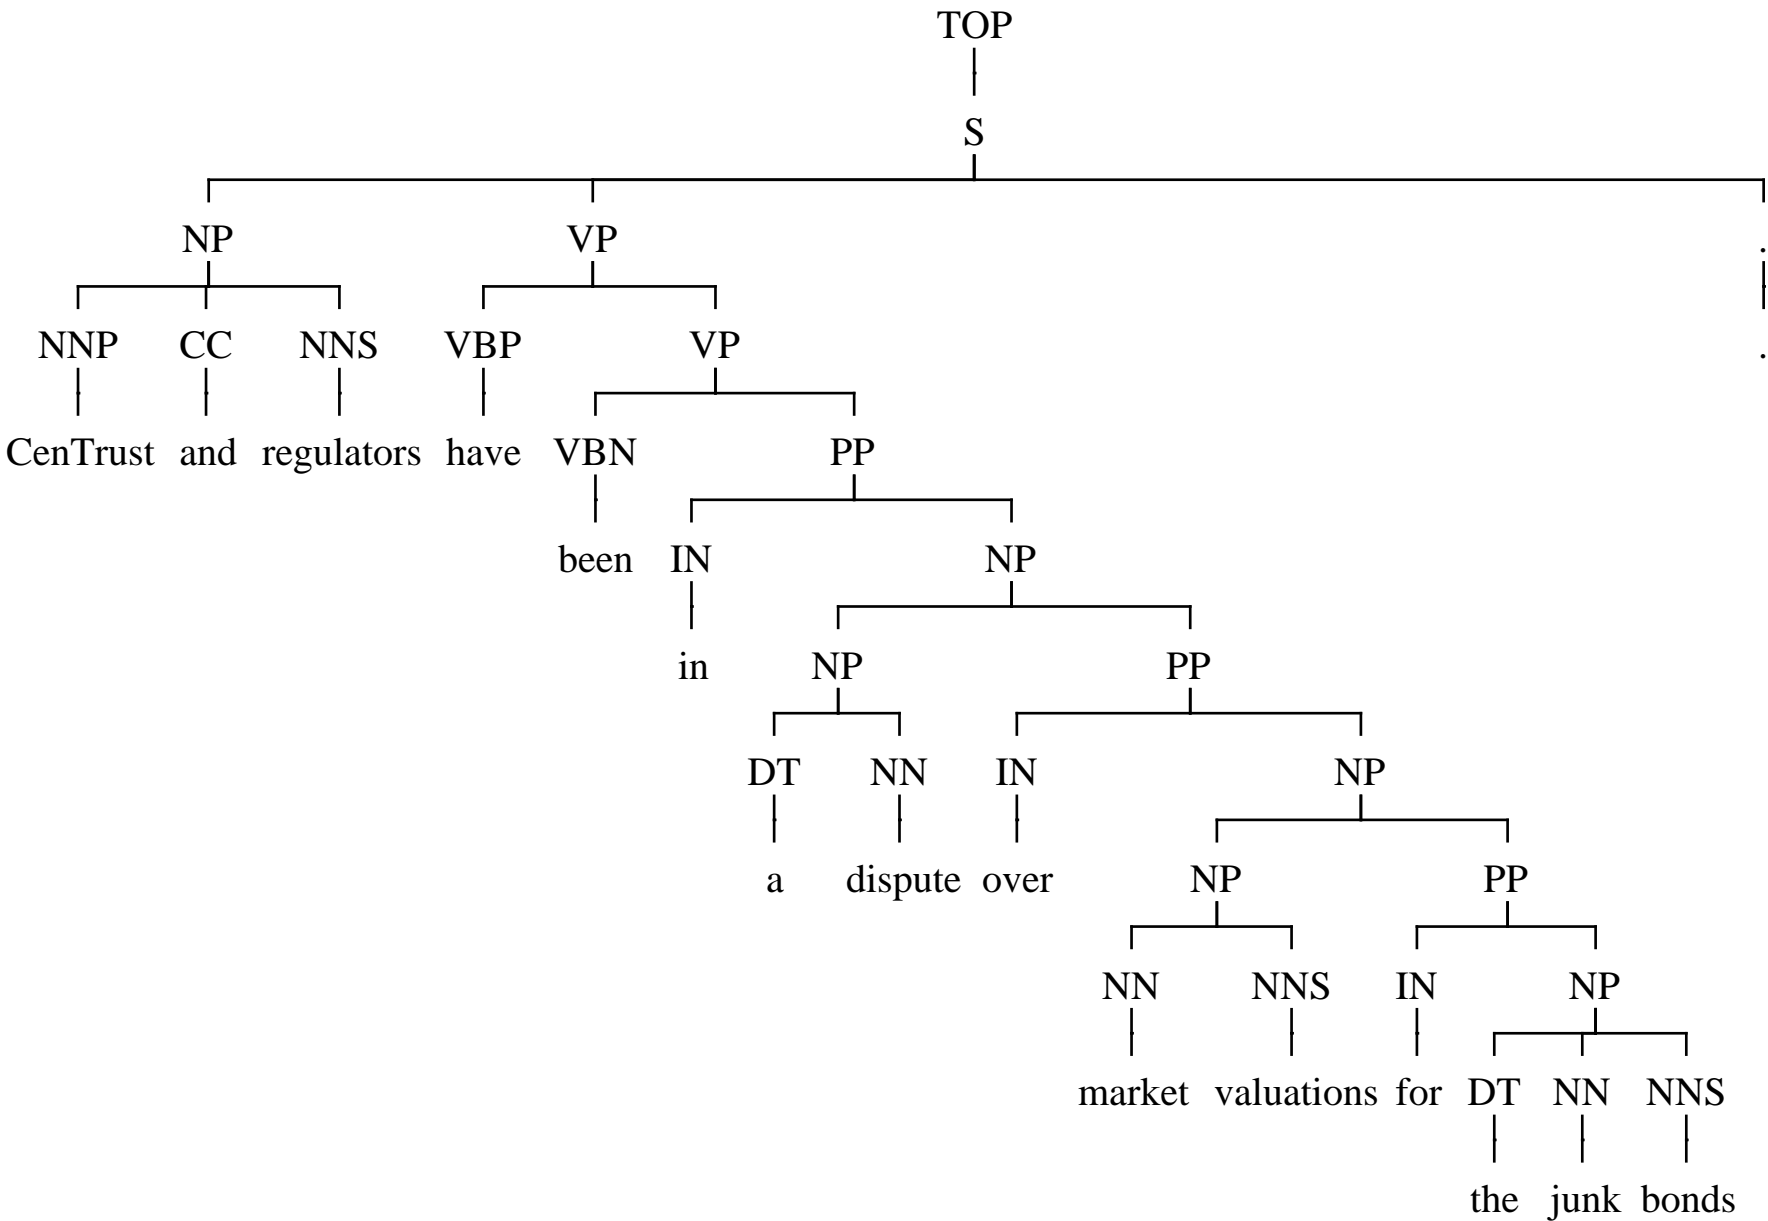 TOP
S
NP VP .
NNP CC NNS VBP VP .
CenTrust and regulators have VBN PP
been IN NP
in NP PP
DT NN IN NP
a dispute over NP PP
NN NNS IN NP
market valuations for DT NN NNS
the junk bonds